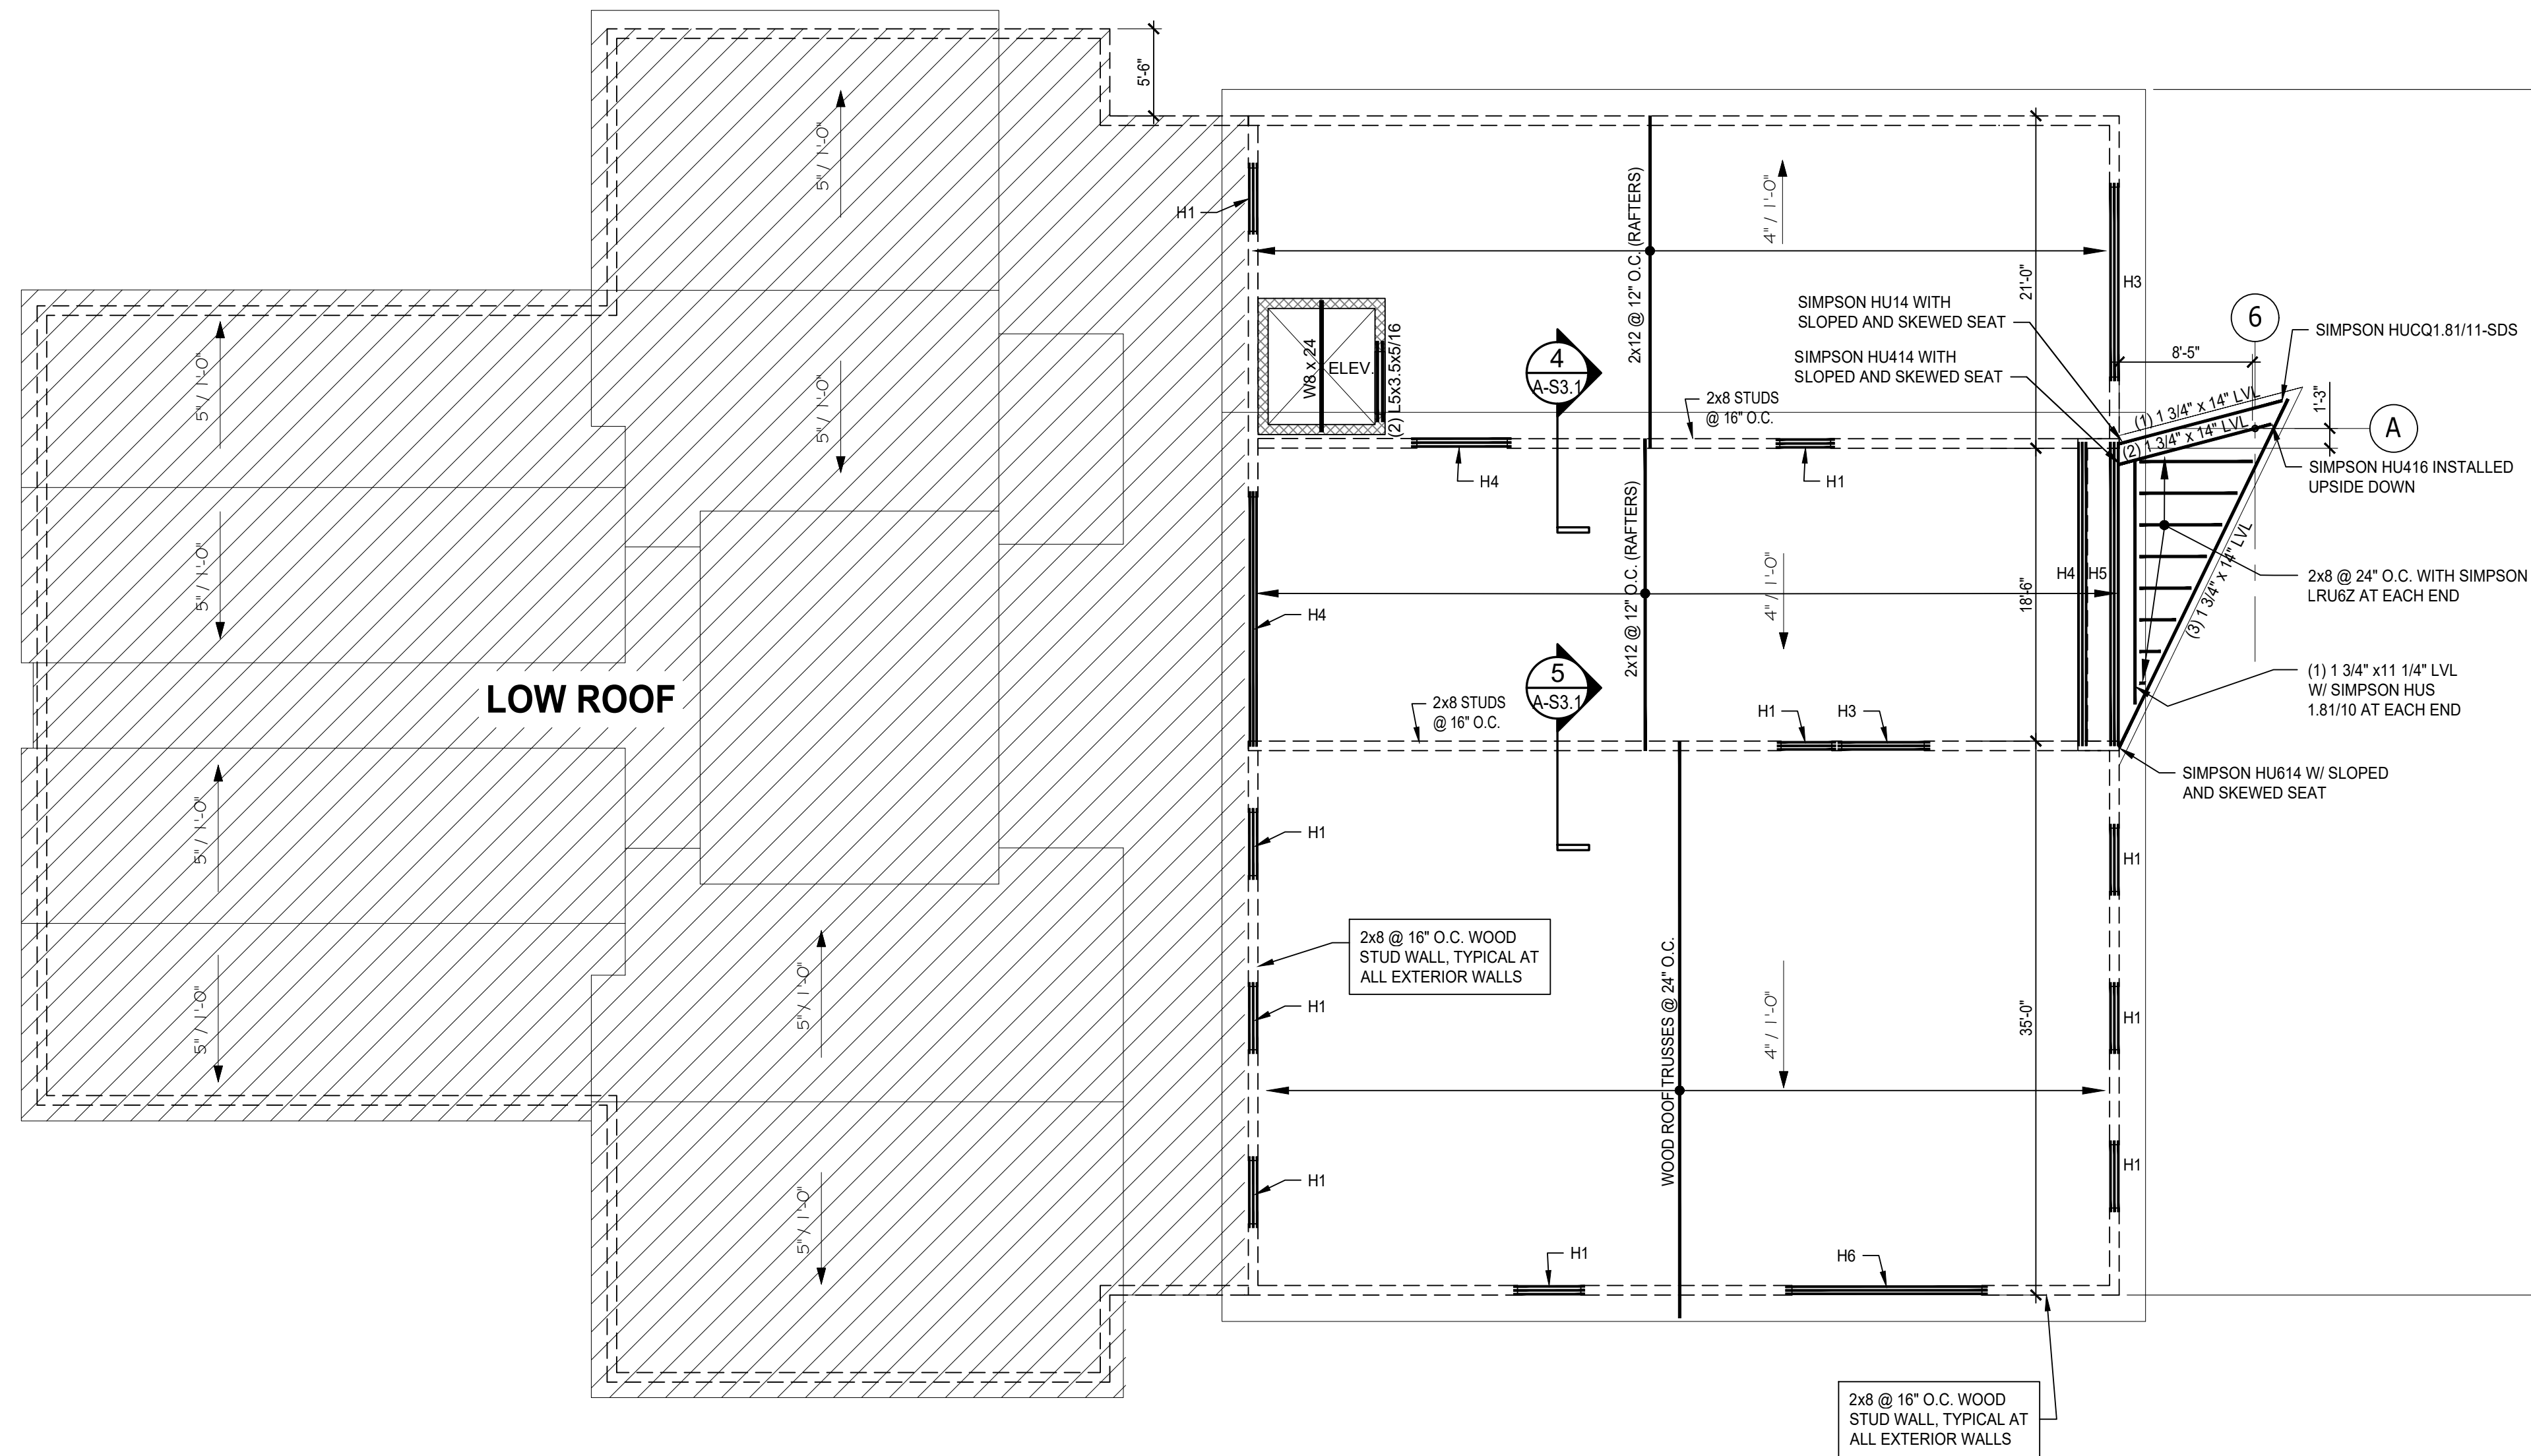 5'-6"
5" / 1'-0"
H1
2x12 @ 12" O.C. (RAFTERS)
4" / 1'-0"
21'-0"
H3
SIMPSON HU14 WITH
SLOPED AND SKEWED SEAT
SIMPSON HU414 WITH
SLOPED AND SKEWED SEAT
6
SIMPSON HUCQ1.81/11-SDS
8'-5"
1'-3"
A
(1) 1 3/4" x 14" LVL
(2) 1 3/4" x 14" LVL
SIMPSON HU416 INSTALLED
UPSIDE DOWN
5" / 1'-0"
5" / 1'-0"
W8 x 24
ELEV.
(2) L5x3.5x5/16
4
A-S3.1
2x8 STUDS
@ 16" O.C.
H4
H1
5" / 1'-0"
H4
2x12 @ 12" O.C. (RAFTERS)
4" / 1'-0"
18'-6"
H4
H5
(3) 1 3/4" x 14" LVL
2x8 @ 24" O.C. WITH SIMPSON
LRU6Z AT EACH END
(1) 1 3/4" x11 1/4" LVL
W/ SIMPSON HUS
1.81/10 AT EACH END
LOW ROOF
5
A-S3.1
2x8 STUDS
@ 16" O.C.
H1
H3
SIMPSON HU614 W/ SLOPED
AND SKEWED SEAT
5" / 1'-0"
H1
H1
2x8 @ 16" O.C. WOOD
STUD WALL, TYPICAL AT
ALL EXTERIOR WALLS
5" / 1'-0"
5" / 1'-0"
H1
WOOD ROOF TRUSSES @ 24" O.C.
4" / 1'-0"
35'-0"
H1
5" / 1'-0"
H1
H1
H1
H6
2x8 @ 16" O.C. WOOD
STUD WALL, TYPICAL AT
ALL EXTERIOR WALLS